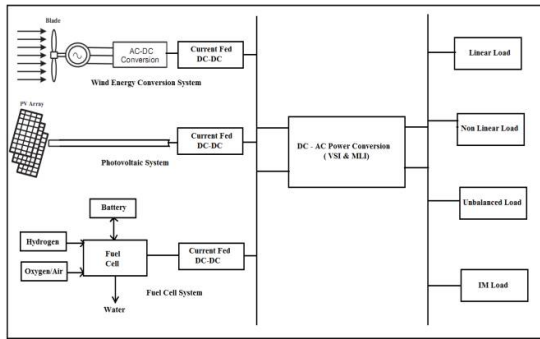 Blade
AC-DC
Conversion
Current Fed
DC-DC
Wind Energy Conversion System
Linear Load
PV Array
Current Fed
DC-DC
Photovoltaic System
DC - AC Power Conversion
( VSI & MLI)
Non Linear Load
Battery
Unbalanced Load
Hydrogen
Fuel
Cell
Current Fed
DC-DC
Oxygen/Air
Fuel Cell System
Water
IM Load